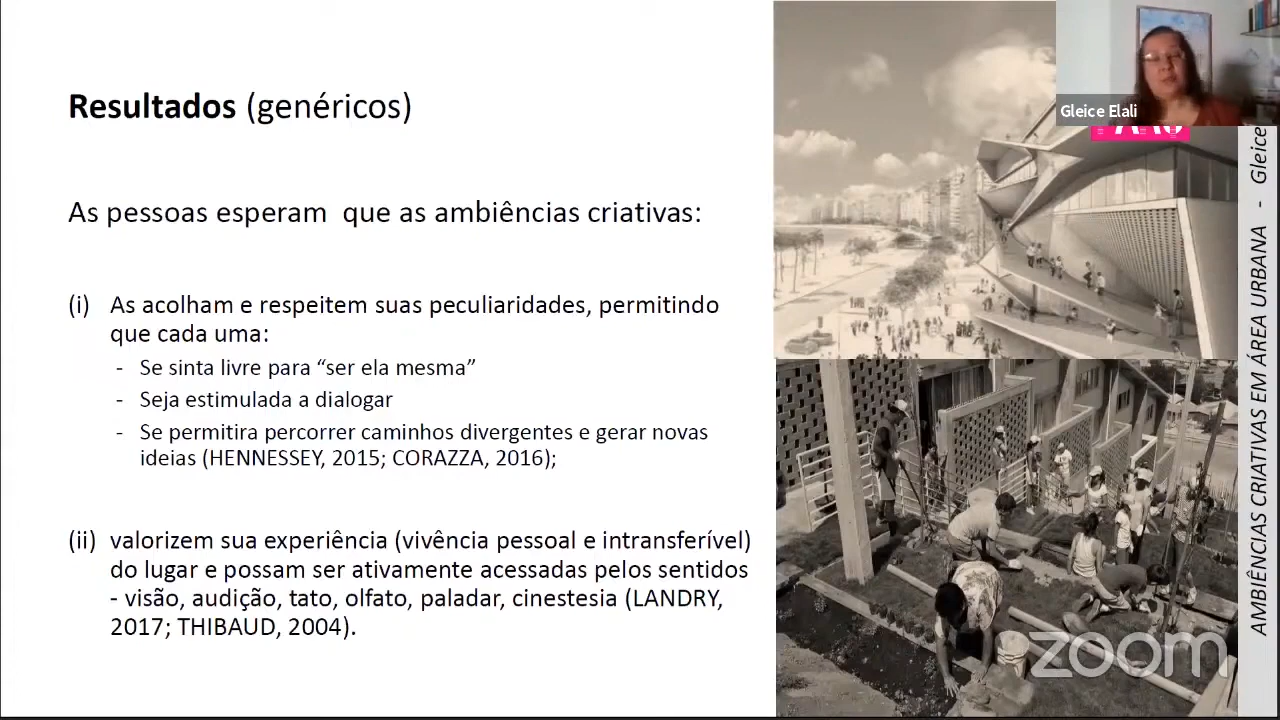 Resultados (genéricos)
As pessoas esperam que as ambiências criativas:
(i) As acolham e respeitem suas peculiaridades, permitindo
que cada uma:
- Se sinta livre para “ser ela mesma”
- Seja estimulada a dialogar
- Se permitira percorrer caminhos divergentes e gerar novas
ideias (HENNESSEY, 2015; CORAZZA, 2016);
(ii) valorizem sua experiência (vivência pessoal e intransferível)
do lugar e possam ser ativamente acessadas pelos sentidos
- visão, audição, tato, olfato, paladar, cinestesia (LANDRY,
2017; THIBAUD, 2004).
Gleice Elali
AMBIÊNCIAS CRIATIVAS EM ÁREA URBANA - Gleice
zoom